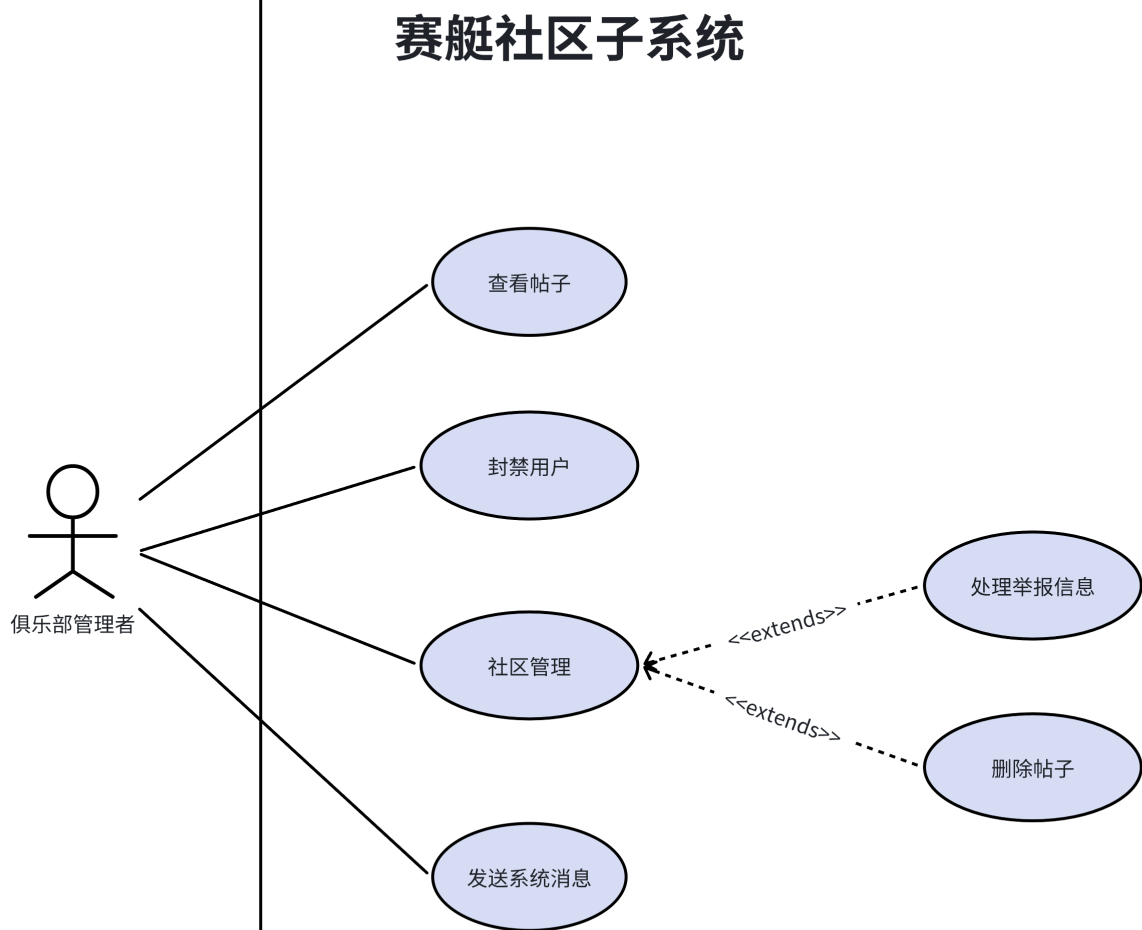 赛艇社区子系统
查看帖子
封禁用户
俱乐部管理者
社区管理
<<extends>>
处理举报信息
<<extends>>
删除帖子
发送系统消息